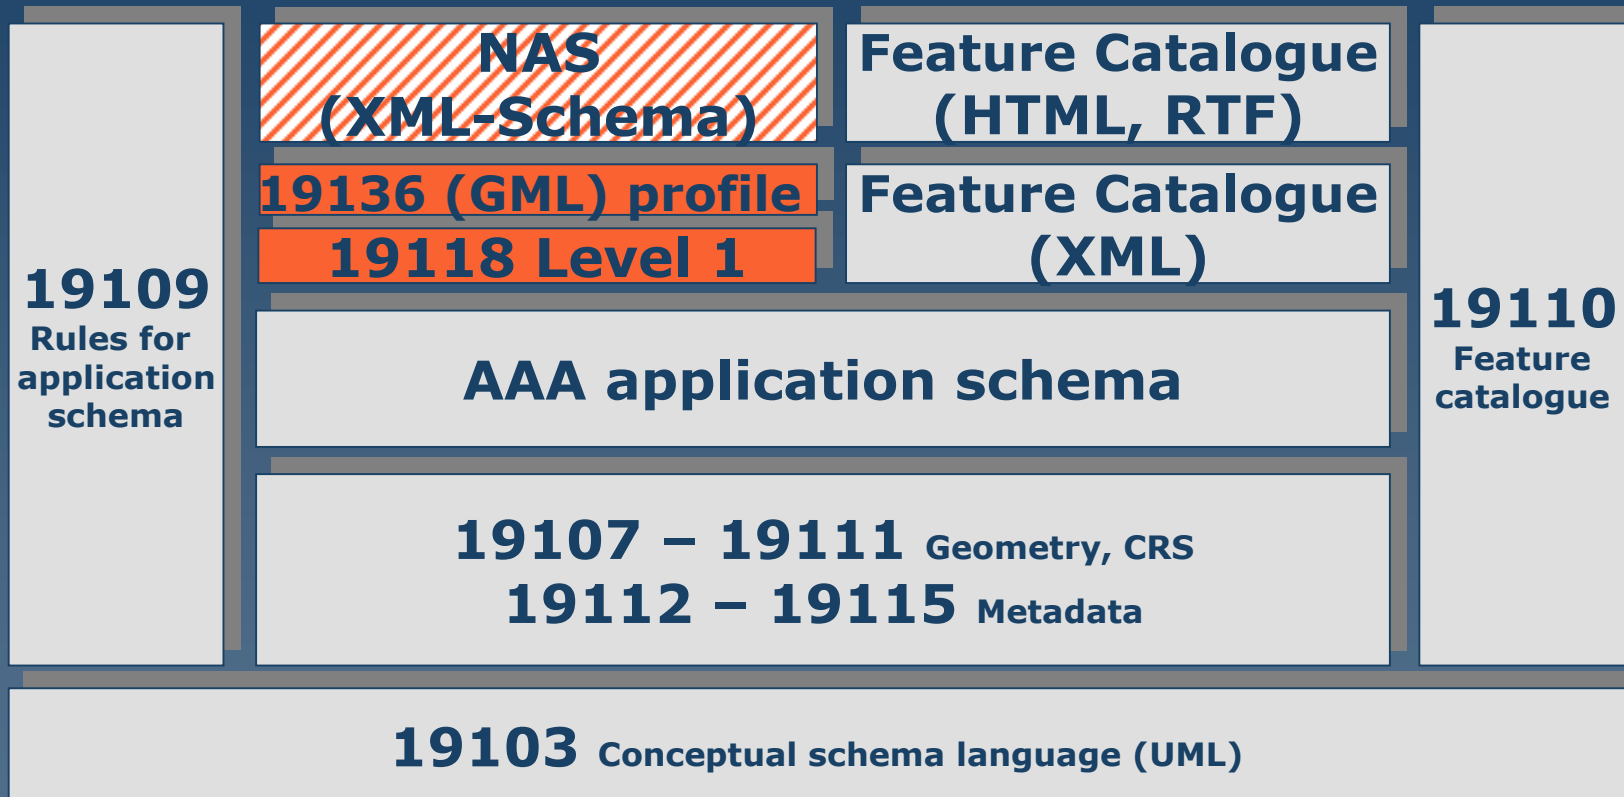 NAS
(XML-Schema)
Feature Catalogue
(HTML, RTF)
19136 (GML) profile
19118 Level 1
Feature Catalogue
(XML)
19109
Rules for
application
schema
19110
Feature
catalogue
AAA application schema
19107 – 19111 Geometry, CRS
19112 – 19115 Metadata
19103 Conceptual schema language (UML)